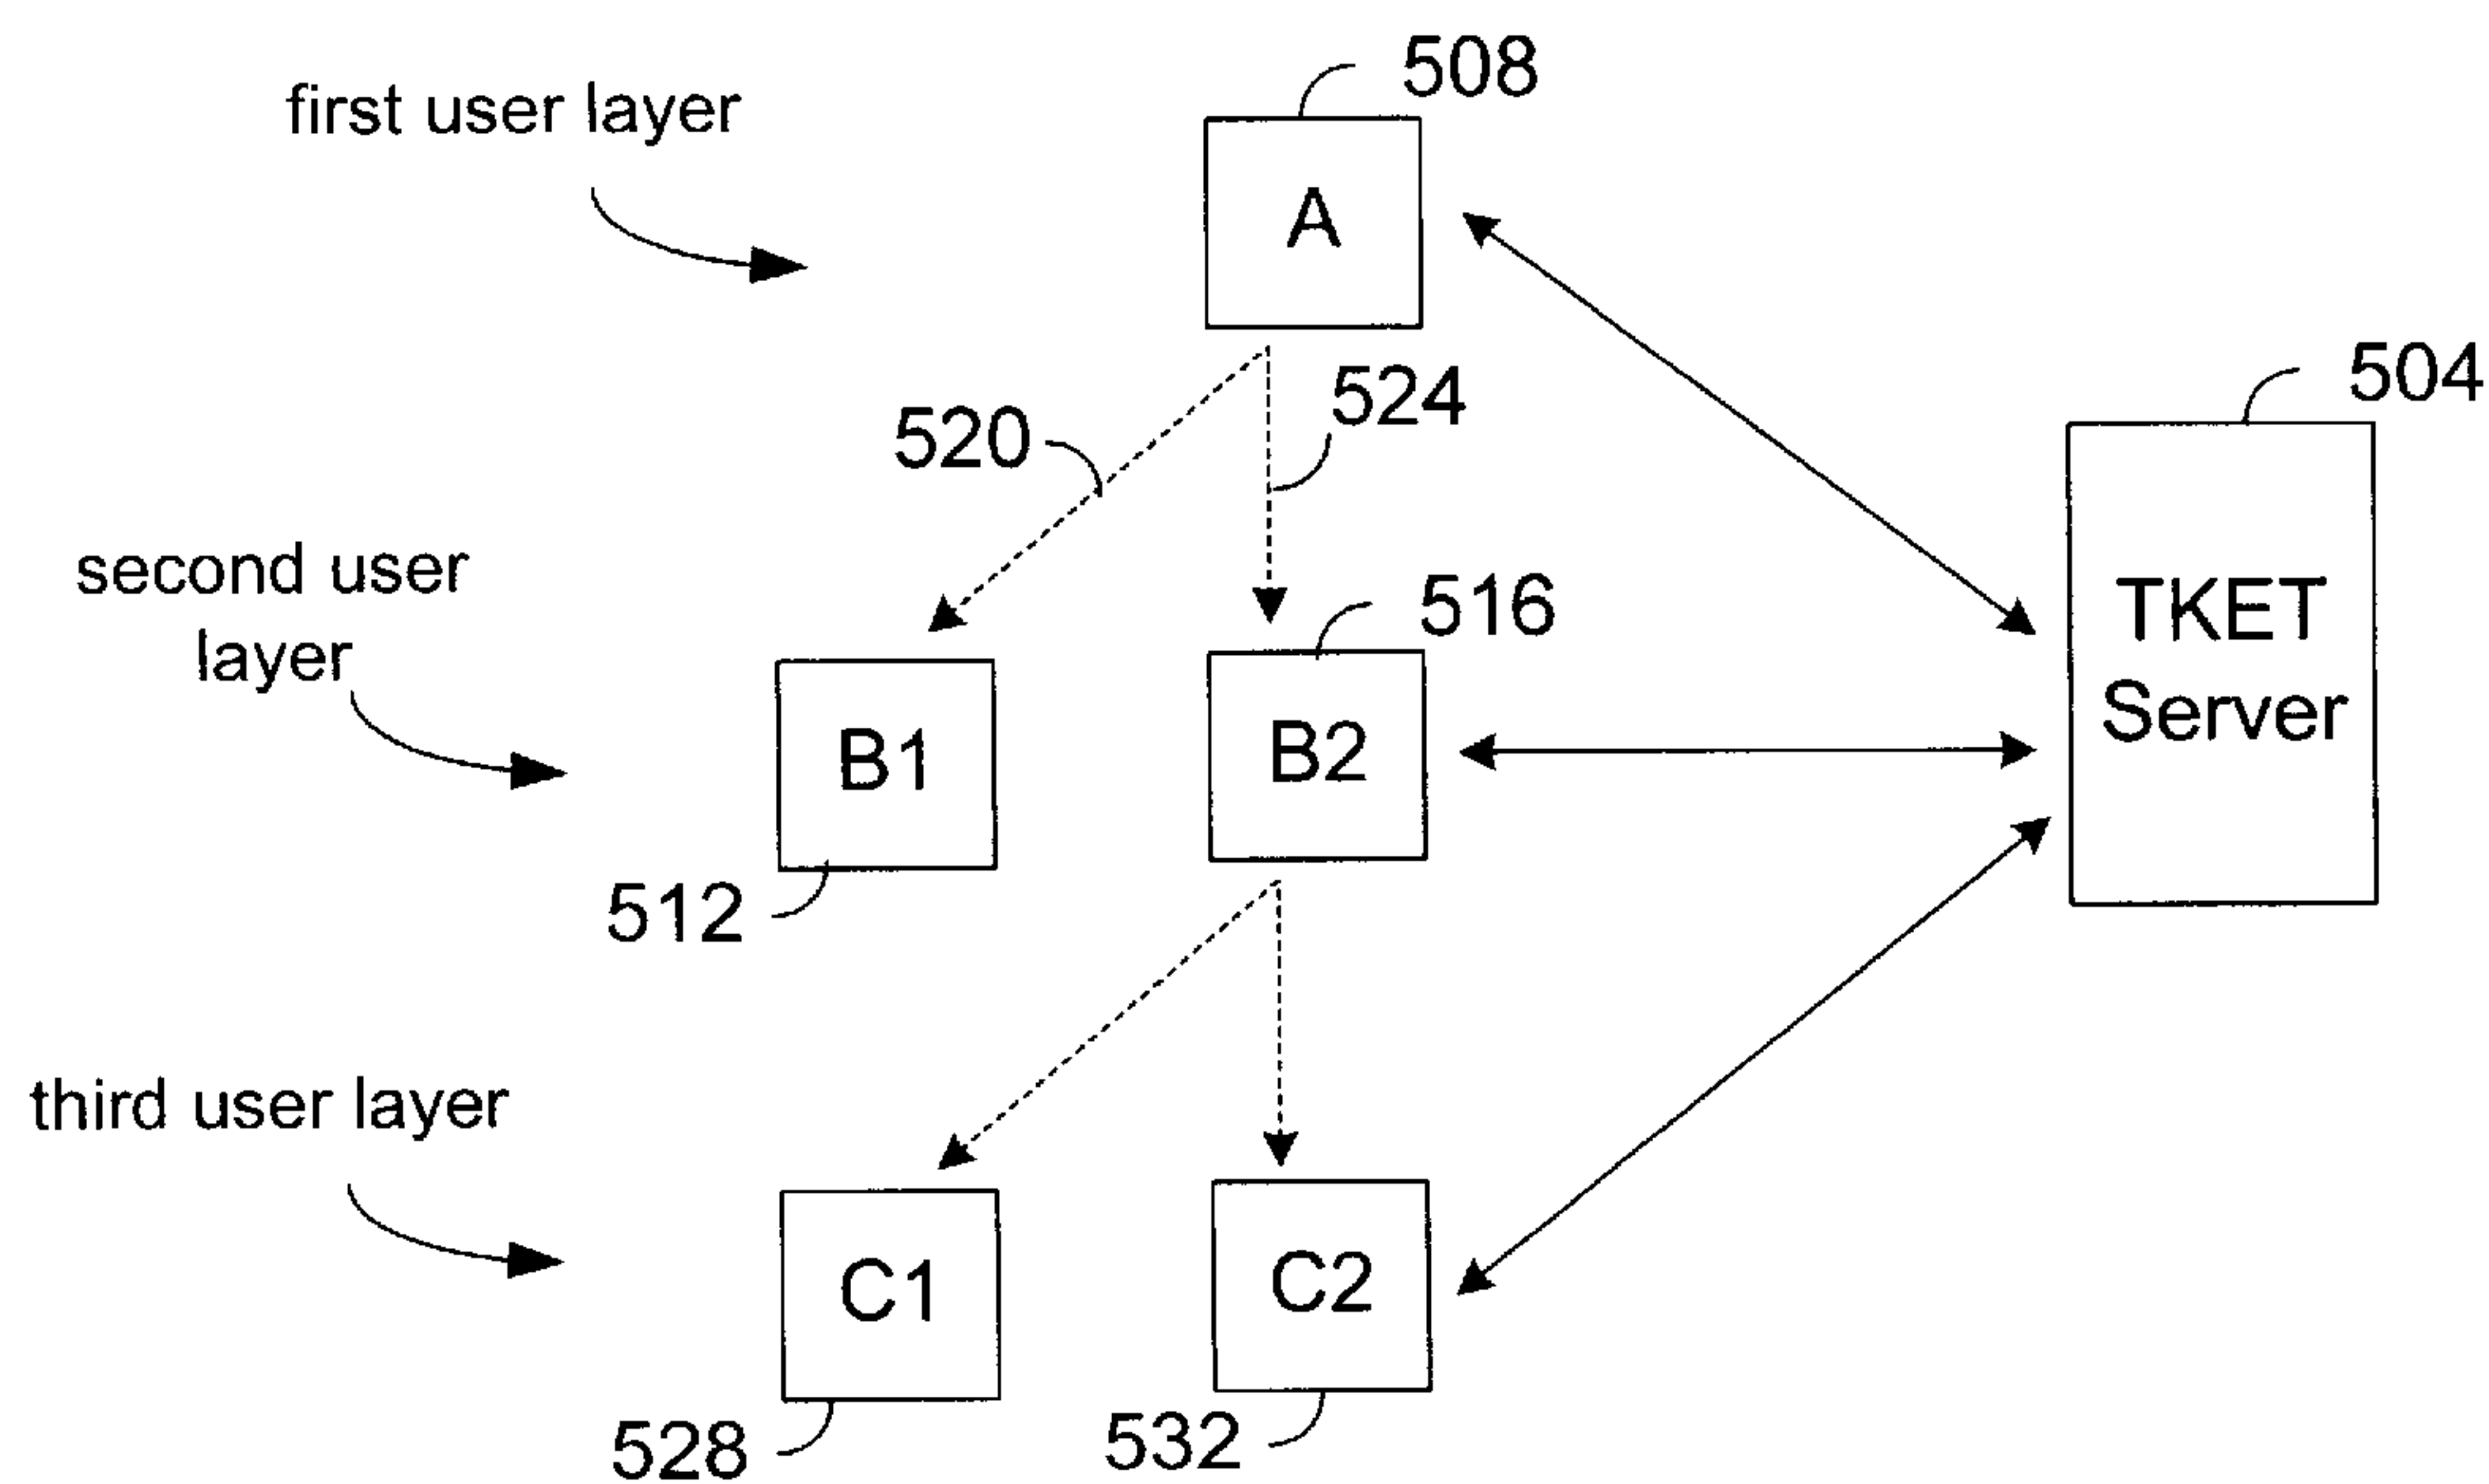 508
first user layer
A
504
520
524
second user
layer
516
TKET
Server
B1
B2
512
third user layer
C1
C2
528
532